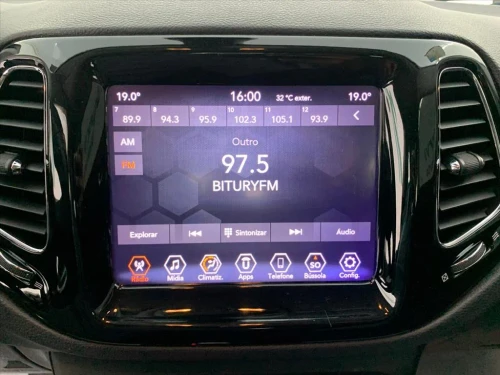 19.0° 16:00 32 °C exter. 19.0°
7 8 9 10 11 12
89.9 94.3 95.9 102.3 105.1 93.9
AM
Outro
FM
97.5
BITURYFM
Explorar Sintonizar Áudio
SO
Rádio Mídia Climatiz. Apps Telefone Bússola Config.